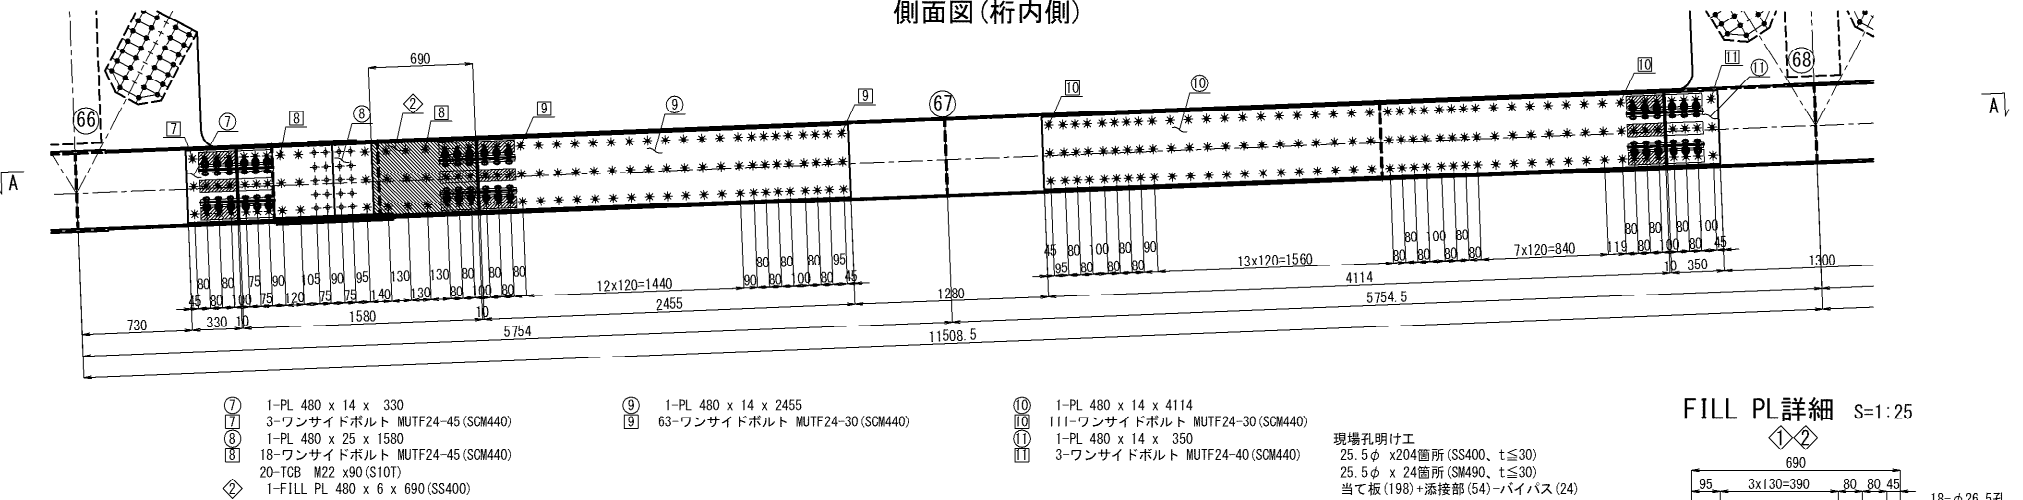 側面図(桁内側)
690
66
67
68
7
⑦
8
⑧
2
8
9
⑨
9
10
⑩
10
11
⑪
A
A
80 80 75 90 105 90 95 130 130 80 80 80
45 80 100 75 120 75 75 140 130 80 100 80
12x120=1440
80 80 80 95
90 80 100 80 45
45 80 100 80 90
95 80 80 80
13x120=1560
80 100 80
80 80 80 80
7x120=840
119
80 80 80 100
80 100 80 45
730
330
10
1580
10
2455
1280
4114
10
350
1300
5754
5754.5
11508.5
⑦ 1-PL 480 x 14 x 330
7 3-ワンサイドボルト MUTF24-45(SCM440)
⑧ 1-PL 480 x 25 x 1580
8 18-ワンサイドボルト MUTF24-45(SCM440)
20-TCB M22 x90(S10T)
2 1-FILL PL 480 x 6 x 690(SS400)
⑨ 1-PL 480 x 14 x 2455
9 63-ワンサイドボルト MUTF24-30(SCM440)
⑩ 1-PL 480 x 14 x 4114
10 111-ワンサイドボルト MUTF24-30(SCM440)
⑪ 1-PL 480 x 14 x 350
11 3-ワンサイドボルト MUTF24-40(SCM440)
現場孔明け工
25.5φ x204箇所(SS400、t≦30)
25.5φ x 24箇所(SM490、t≦30)
当て板(198)+添接部(54)-バイパス(24)
FILL PL詳細 S=1:25
1 2
690
95 3x130=390 80 80 45
18-φ26.5孔